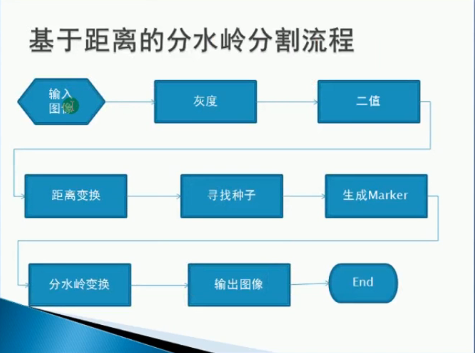 基于距离的分水岭分割流程
输入
图像
灰度
二值
距离变换
寻找种子
生成Marker
分水岭变换
输出图像
End